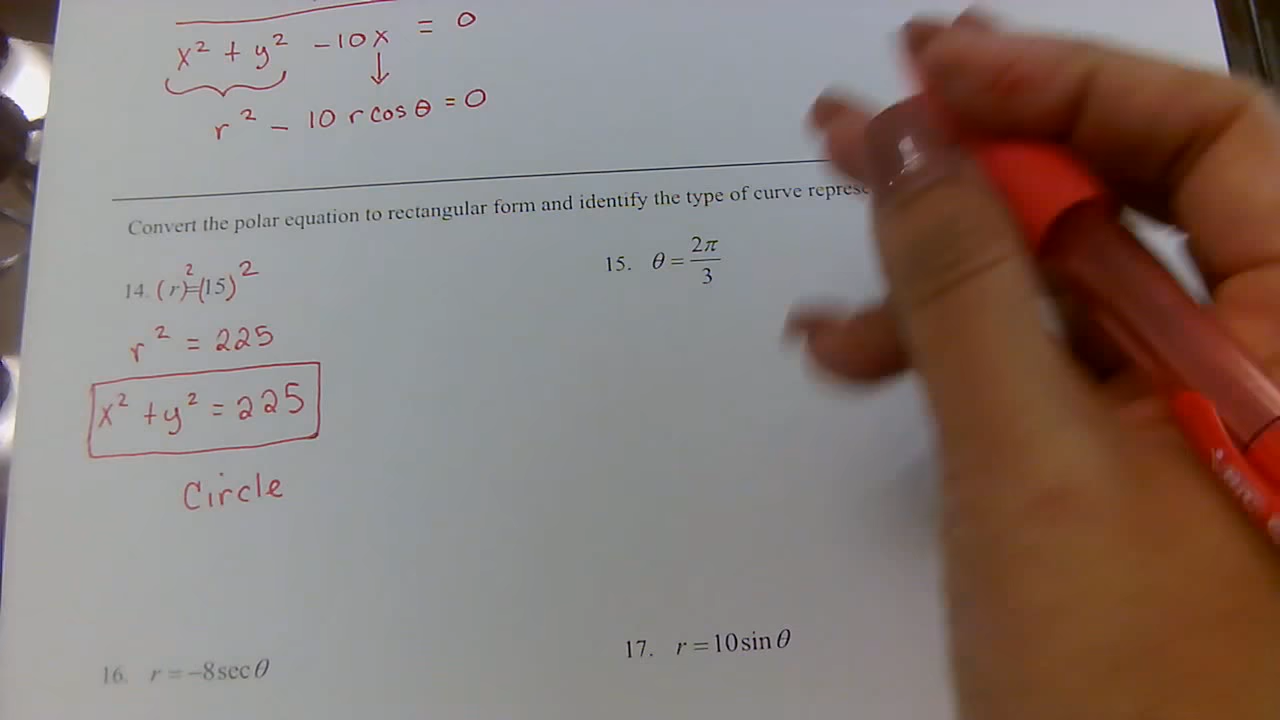 x² + y² - 10x = 0
r² - 10 r cos θ = 0
Convert the polar equation to rectangular form and identify the type of curve
14. (r)²=(15)²
15. θ = 2π/3
r² = 225
x² + y² = 225
Circle
16. r = -8 sec θ
17. r = 10 sin θ